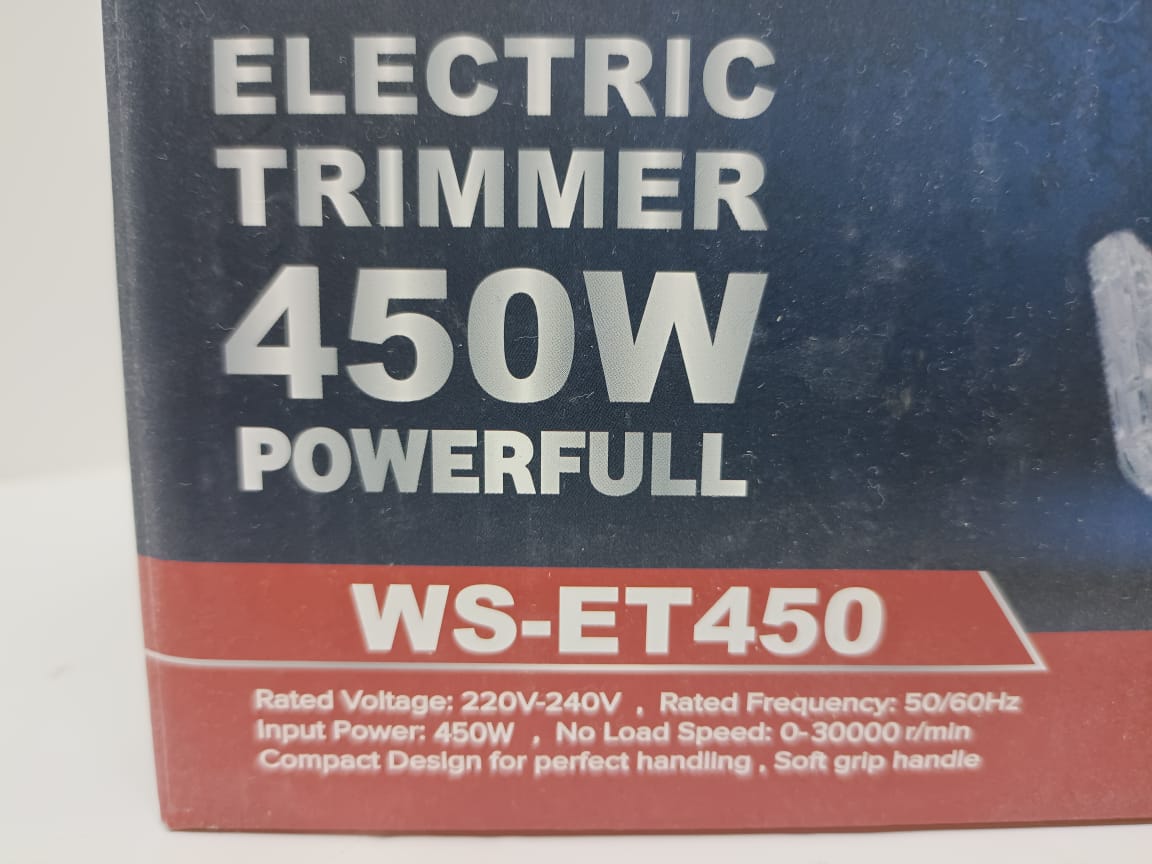 ELECTRIC
TRIMMER
450W
POWERFULL
WS-ET450
Rated Voltage: 220V-240V , Rated Frequency: 50/60Hz
Input Power: 450W , No Load Speed: 0-30000 r/min
Compact Design for perfect handling , Soft grip handle